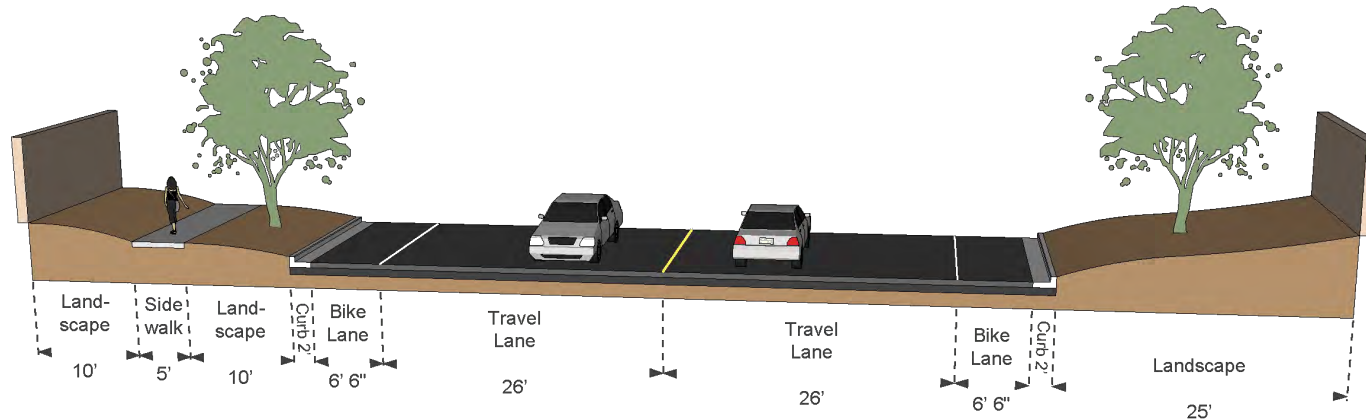 Land-
scape
10’
Side
walk
5’
Land-
scape
10’
Curb 2’
Bike
Lane
6’ 6"
Travel
Lane
26’
Travel
Lane
26’
Bike
Lane
6’ 6"
Curb 2’
Landscape
25’